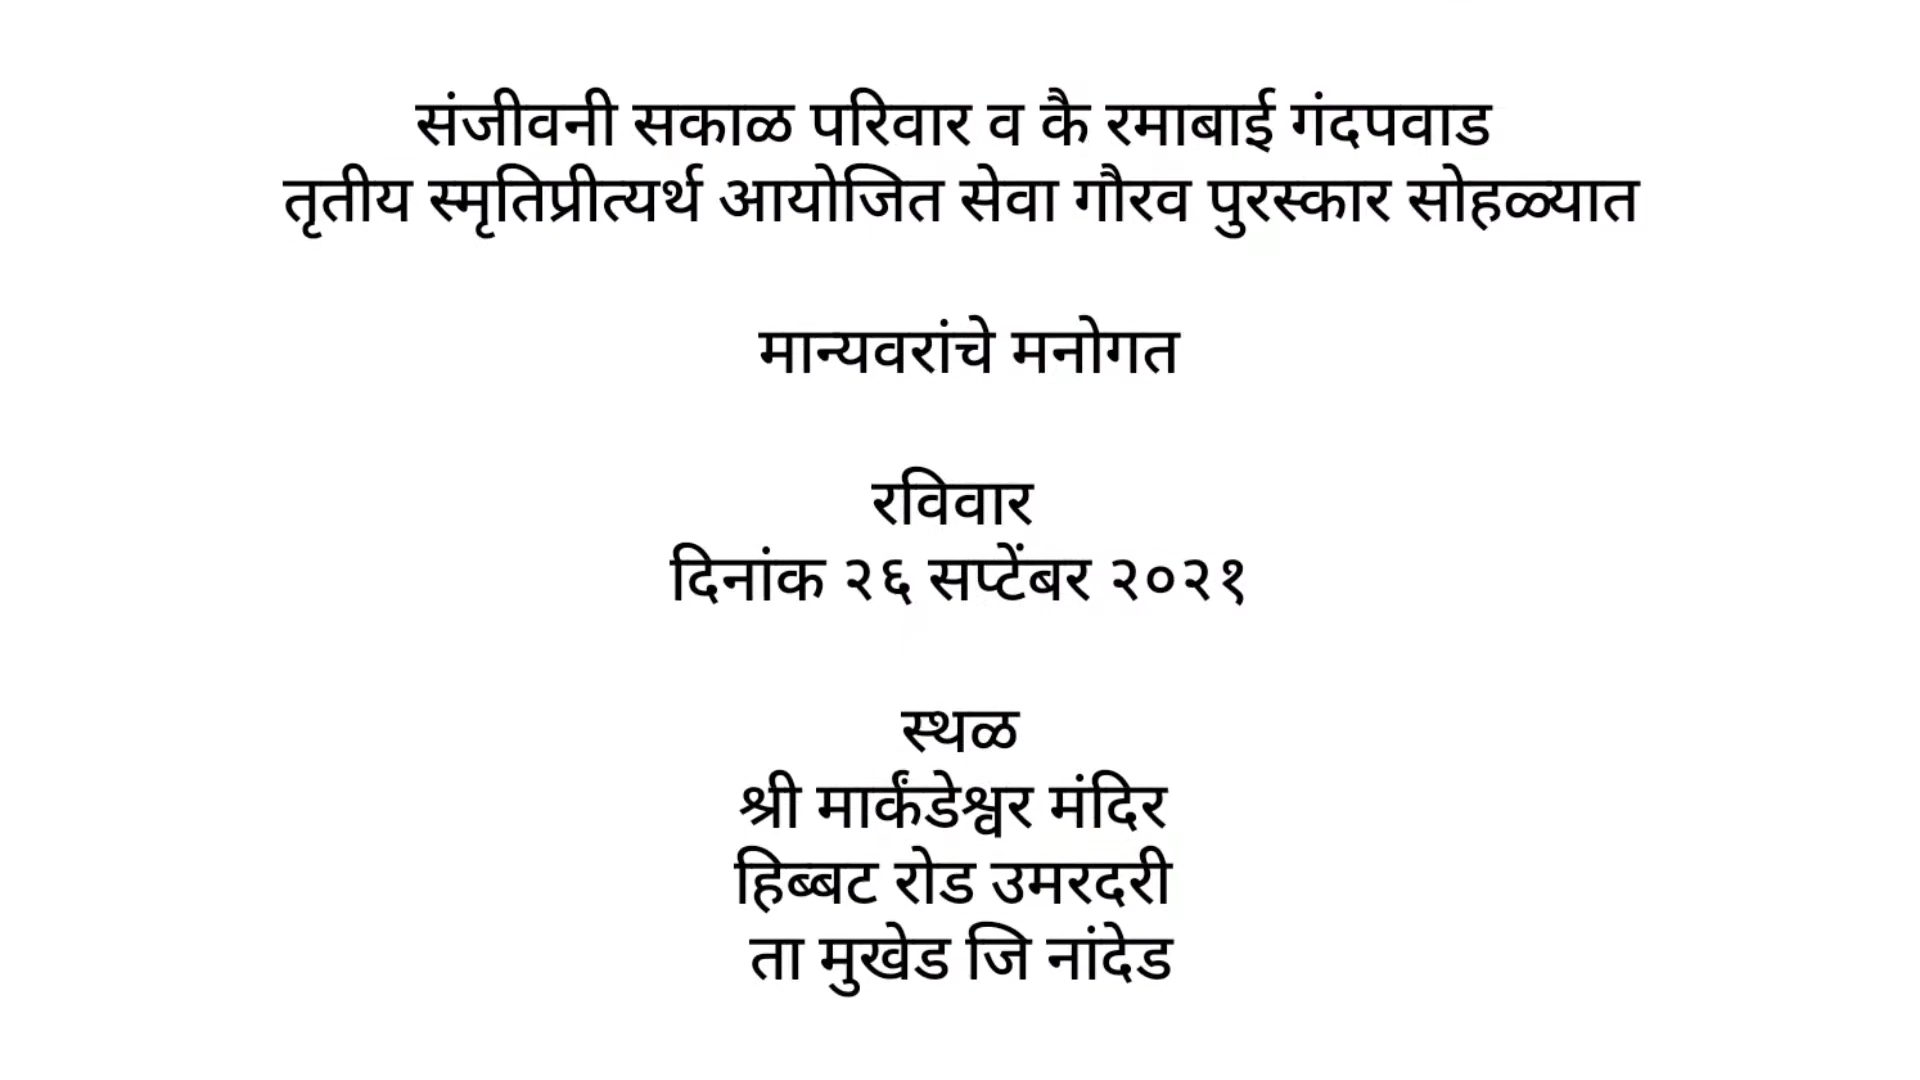 संजीवनी सकाळ परिवार व कै रमाबाई गंदपवाड
तृतीय स्मृतिप्रीत्यर्थ आयोजित सेवा गौरव पुरस्कार सोहळ्यात
मान्यवरांचे मनोगत
रविवार
दिनांक २६ सप्टेंबर २०२१
स्थळ
श्री मार्कंडेश्वर मंदिर
हिब्बट रोड उमरदरी
ता मुखेड जि नांदेड